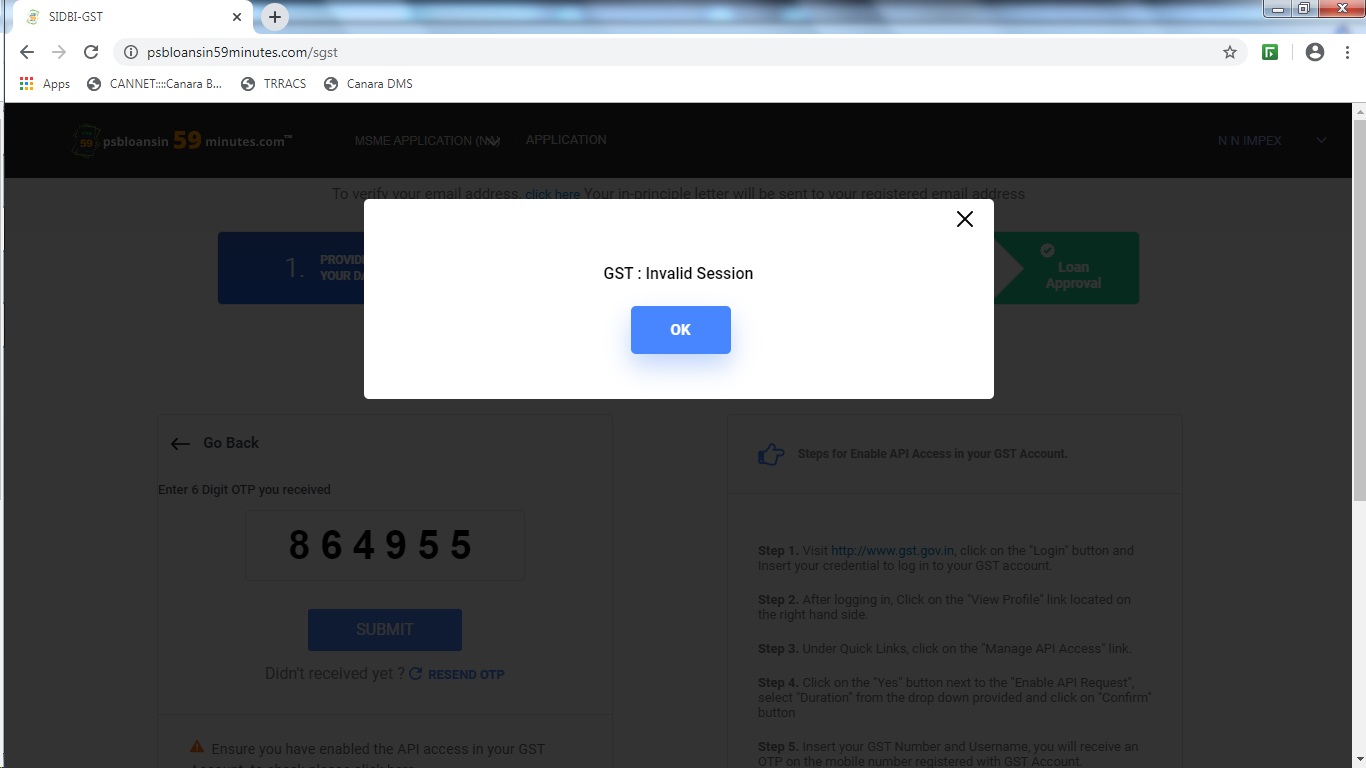 SIDBI-GST
psbloansin59minutes.com/sgst
Apps CANNET::::Canara B... TRRACS Canara DMS
59 psbloansin 59 minutes.com™ MSME APPLICATION (NA) APPLICATION N N IMPEX
To verify your email address, click here Your in-principle letter will be sent to your registered email address
GST : Invalid Session
OK
1. PROVID
YOUR DA
Loan
Approval
Go Back
Enter 6 Digit OTP you received
864955
SUBMIT
Didn't received yet ? RESEND OTP
Ensure you have enabled the API access in your GST
Steps for Enable API Access in your GST Account.
Step 1. Visit http://www.gst.gov.in, click on the "Login" button and
Insert your credential to log in to your GST account.
Step 2. After logging in, Click on the "View Profile" link located on
the right hand side.
Step 3. Under Quick Links, click on the "Manage API Access" link.
Step 4. Click on the "Yes" button next to the "Enable API Request",
select "Duration" from the drop down provided and click on "Confirm"
button
Step 5. Insert your GST Number and Username, you will receive an
OTP on the mobile number registered with GST Account.